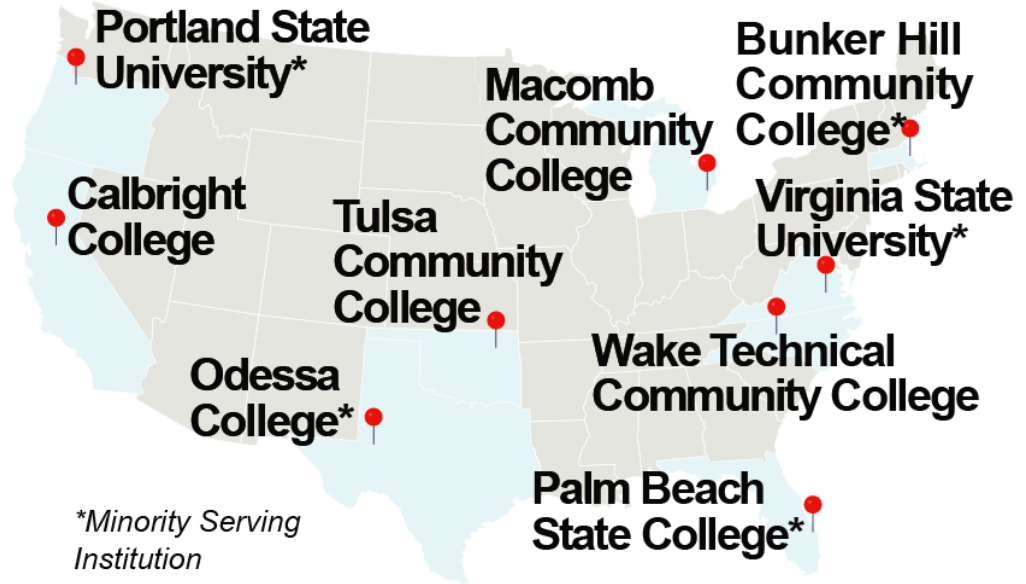 Portland State
University*
Bunker Hill
Community
College*
Macomb
Community
College
Calbright
College
Tulsa
Community
College
Virginia State
University*
Wake Technical
Community College
Odessa
College*
Palm Beach
State College*
*Minority Serving
Institution